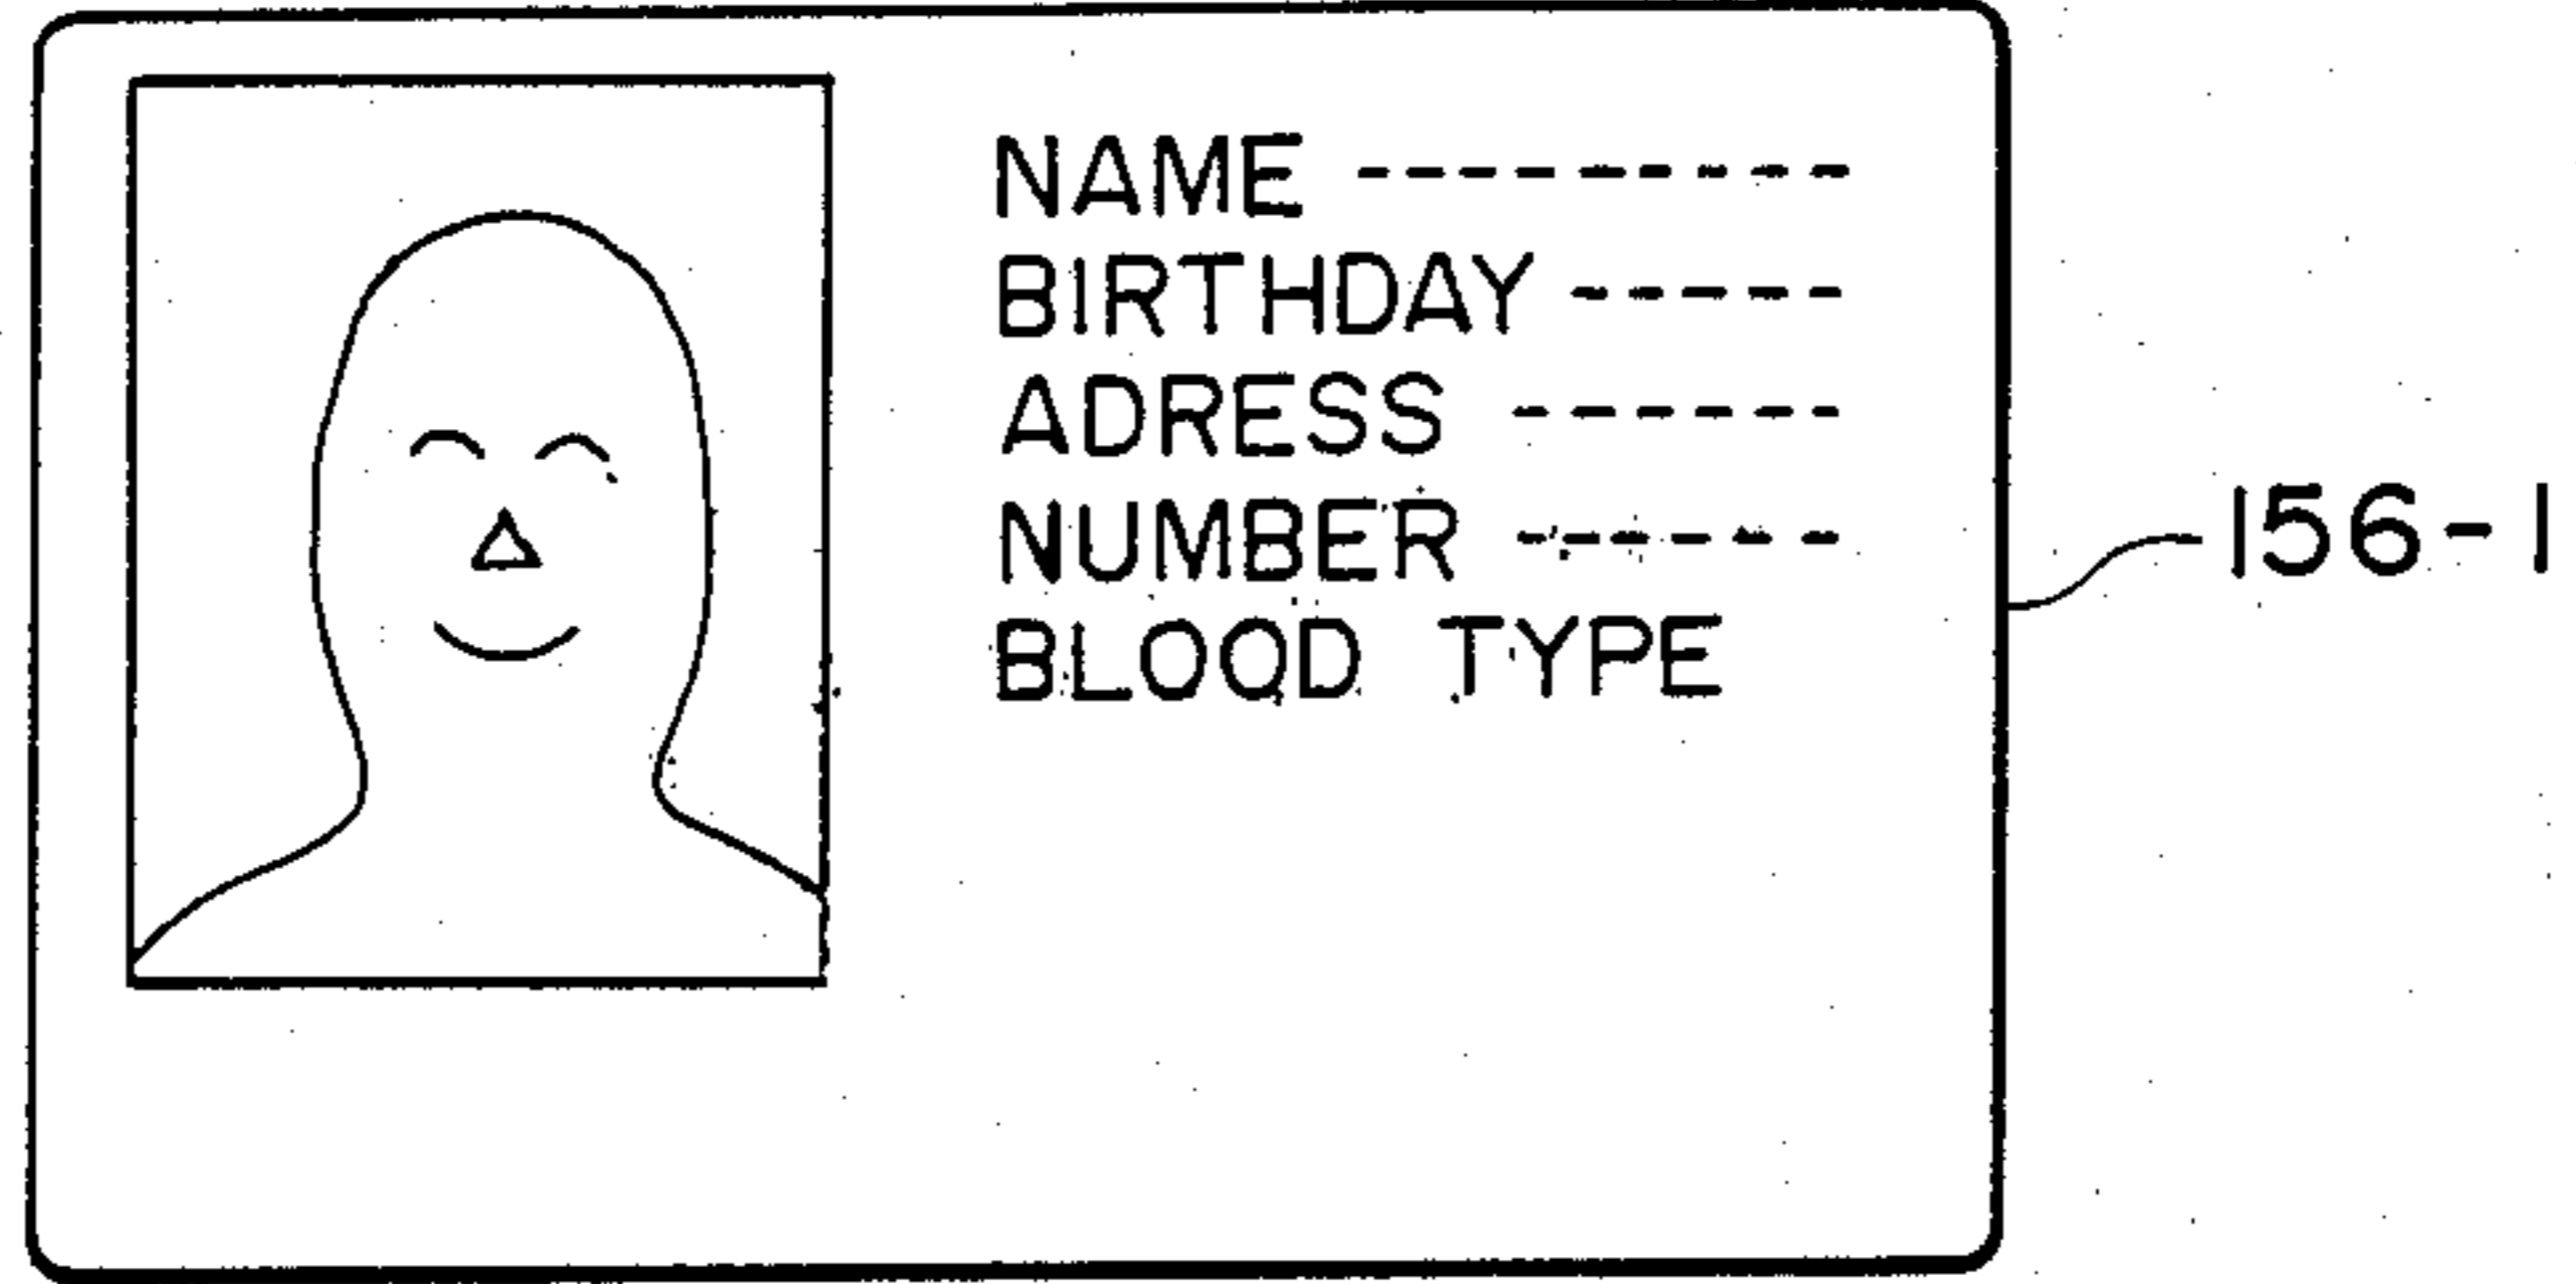 NAME ---------
BIRTHDAY -----
ADRESS ------
NUMBER ------
BLOOD TYPE
156-1